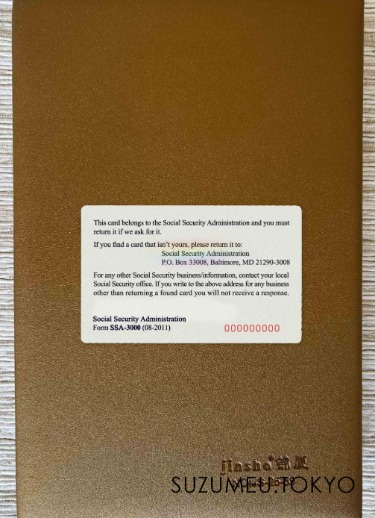 This card belongs to the Social Security Administration and you must
return it if we ask for it.
If you find a card that isn't yours, please return it to:
Social Security Administration
P.O. Box 33008, Baltimore, MD 21290-3008
For any other Social Security business/information, contact your local
Social Security office. If you write to the above address for any business
other than returning a found card you will not receive a response.
Social Security Administration
Form SSA-3000 (08-2011)
000000000
jinsho
SUZUMEU.TOKYO